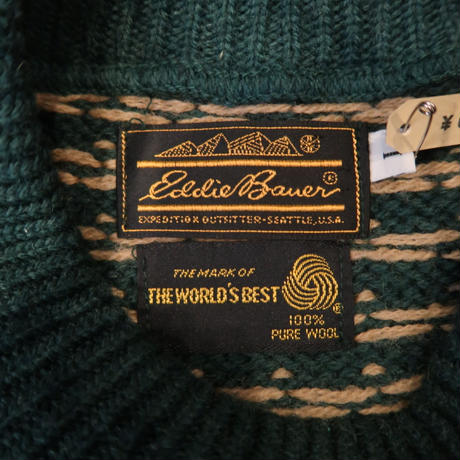 Eddie Bauer ®
EXPEDITION OUTFITTER-SEATTLE, U.S.A.
THE MARK OF
THE WORLD'S BEST
®
100%
PURE WOOL